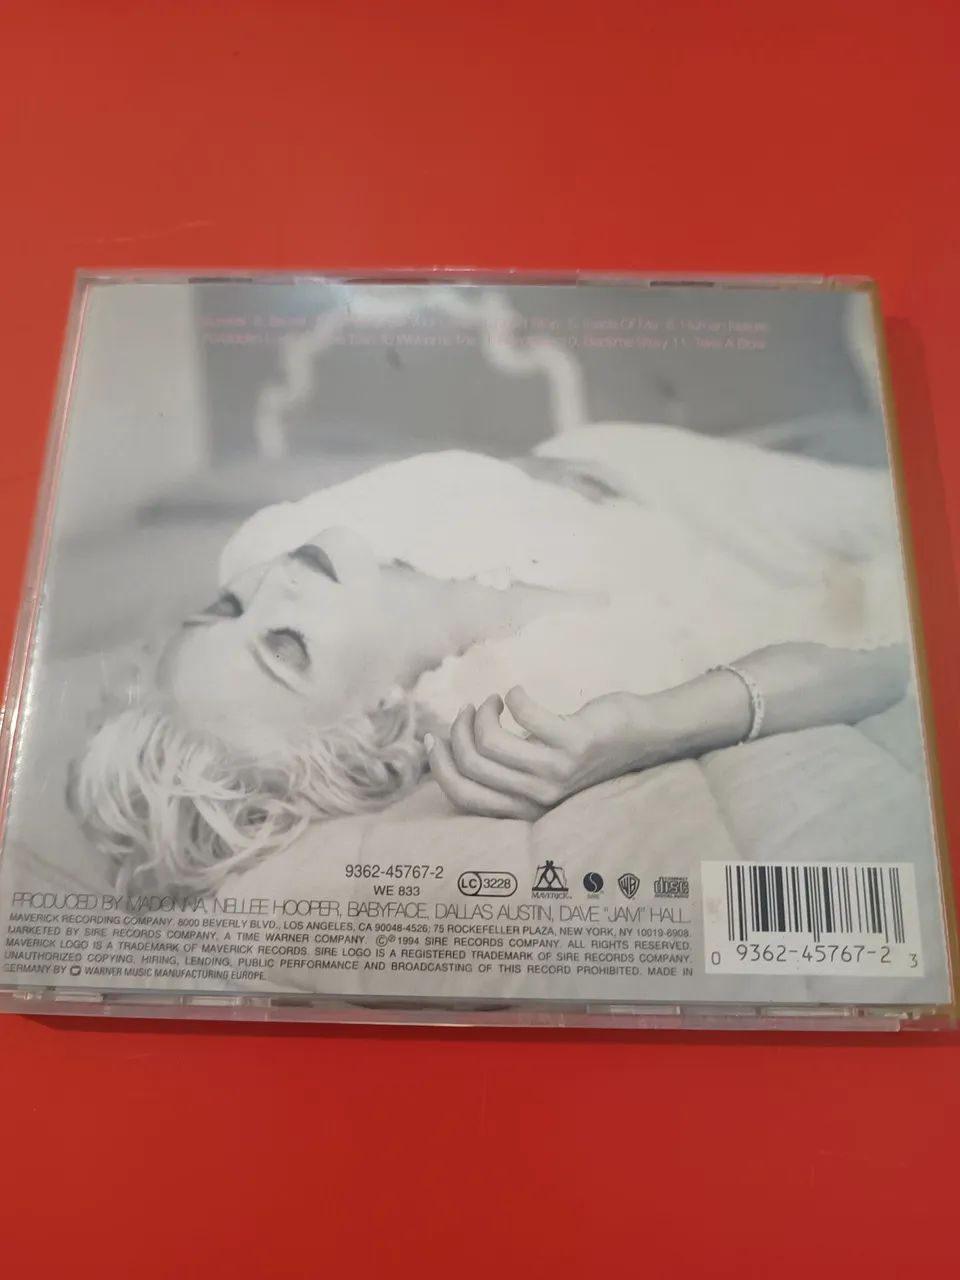 Inside Of Me 6. Human Nature
10. Bedtime Story 11. Take A Bow
9362-45767-2
WE 833
LC 3228
MAVERICK
SIRE
WB
COMPACT
disc
DIGITAL AUDIO
PRODUCED BY MADONNA, NELLEE HOOPER, BABYFACE, DALLAS AUSTIN, DAVE "JAM" HALL.
MAVERICK RECORDING COMPANY. 8000 BEVERLY BLVD., LOS ANGELES, CA 90048-4526; 75 ROCKEFELLER PLAZA, NEW YORK, NY 10019-6908.
MARKETED BY SIRE RECORDS COMPANY, A TIME WARNER COMPANY. ©℗ 1994 SIRE RECORDS COMPANY. ALL RIGHTS RESERVED.
MAVERICK LOGO IS A TRADEMARK OF MAVERICK RECORDS. SIRE LOGO IS A REGISTERED TRADEMARK OF SIRE RECORDS COMPANY.
UNAUTHORIZED COPYING, HIRING, LENDING, PUBLIC PERFORMANCE AND BROADCASTING OF THIS RECORD PROHIBITED. MADE IN
GERMANY BY WARNER MUSIC MANUFACTURING EUROPE.
0 9362-45767-2 3